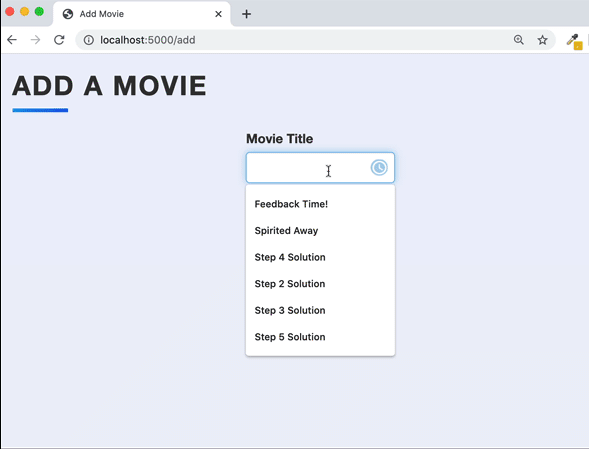 Add Movie
localhost:5000/add
ADD A MOVIE
Movie Title
Feedback Time!
Spirited Away
Step 4 Solution
Step 2 Solution
Step 3 Solution
Step 5 Solution